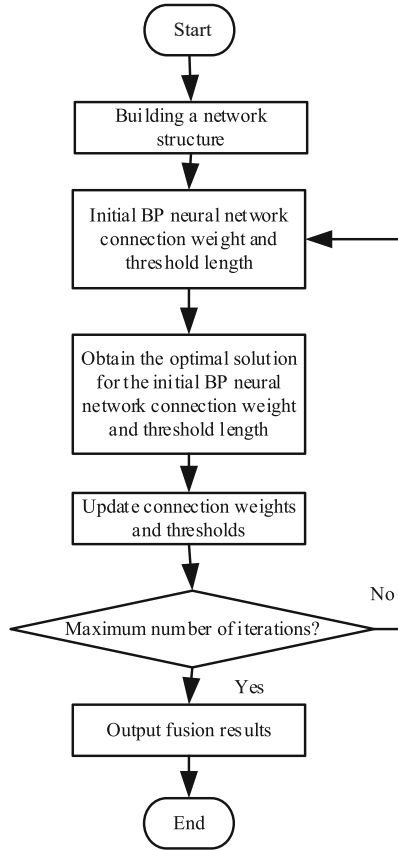 Start
Building a network
structure
Initial BP neural network
connection weight and
threshold length
Obtain the optimal solution
for the initial BP neural
network connection weight
and threshold length
Update connection weights
and thresholds
No
Maximum number of iterations?
Yes
Output fusion results
End